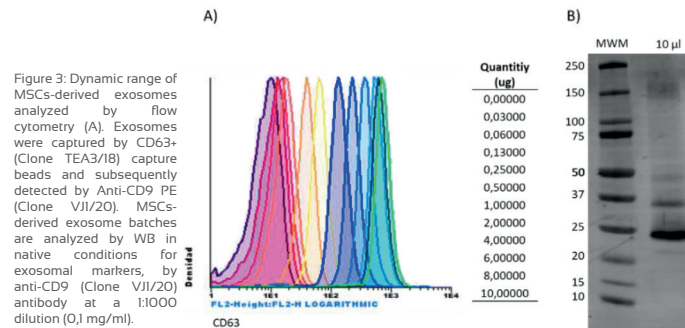 A)
B)
Figure 3: Dynamic range of
MSCs-derived exosomes
analyzed by flow
cytometry (A). Exosomes
were captured by CD63+
(Clone TEA3/18) capture
beads and subsequently
detected by Anti-CD9 PE
(Clone VJ1/20). MSCs-
derived exosome batches
are analyzed by WB in
native conditions for
exosomal markers, by
anti-CD9 (Clone VJ1/20)
antibody at a 1:1000
dilution (0,1 mg/ml).
Densidad
1 1E1 1E2 1E3 1E4
FL2-Height:FL2-H LOGARITHMIC
CD63
Quantitiy
(ug)
0,00000
0,03000
0,06000
0,13000
0,25000
0,50000
1,00000
2,00000
4,00000
6,00000
8,00000
10,00000
MWM 10 µl
250
150
100
75
50
37
25
20
15
10